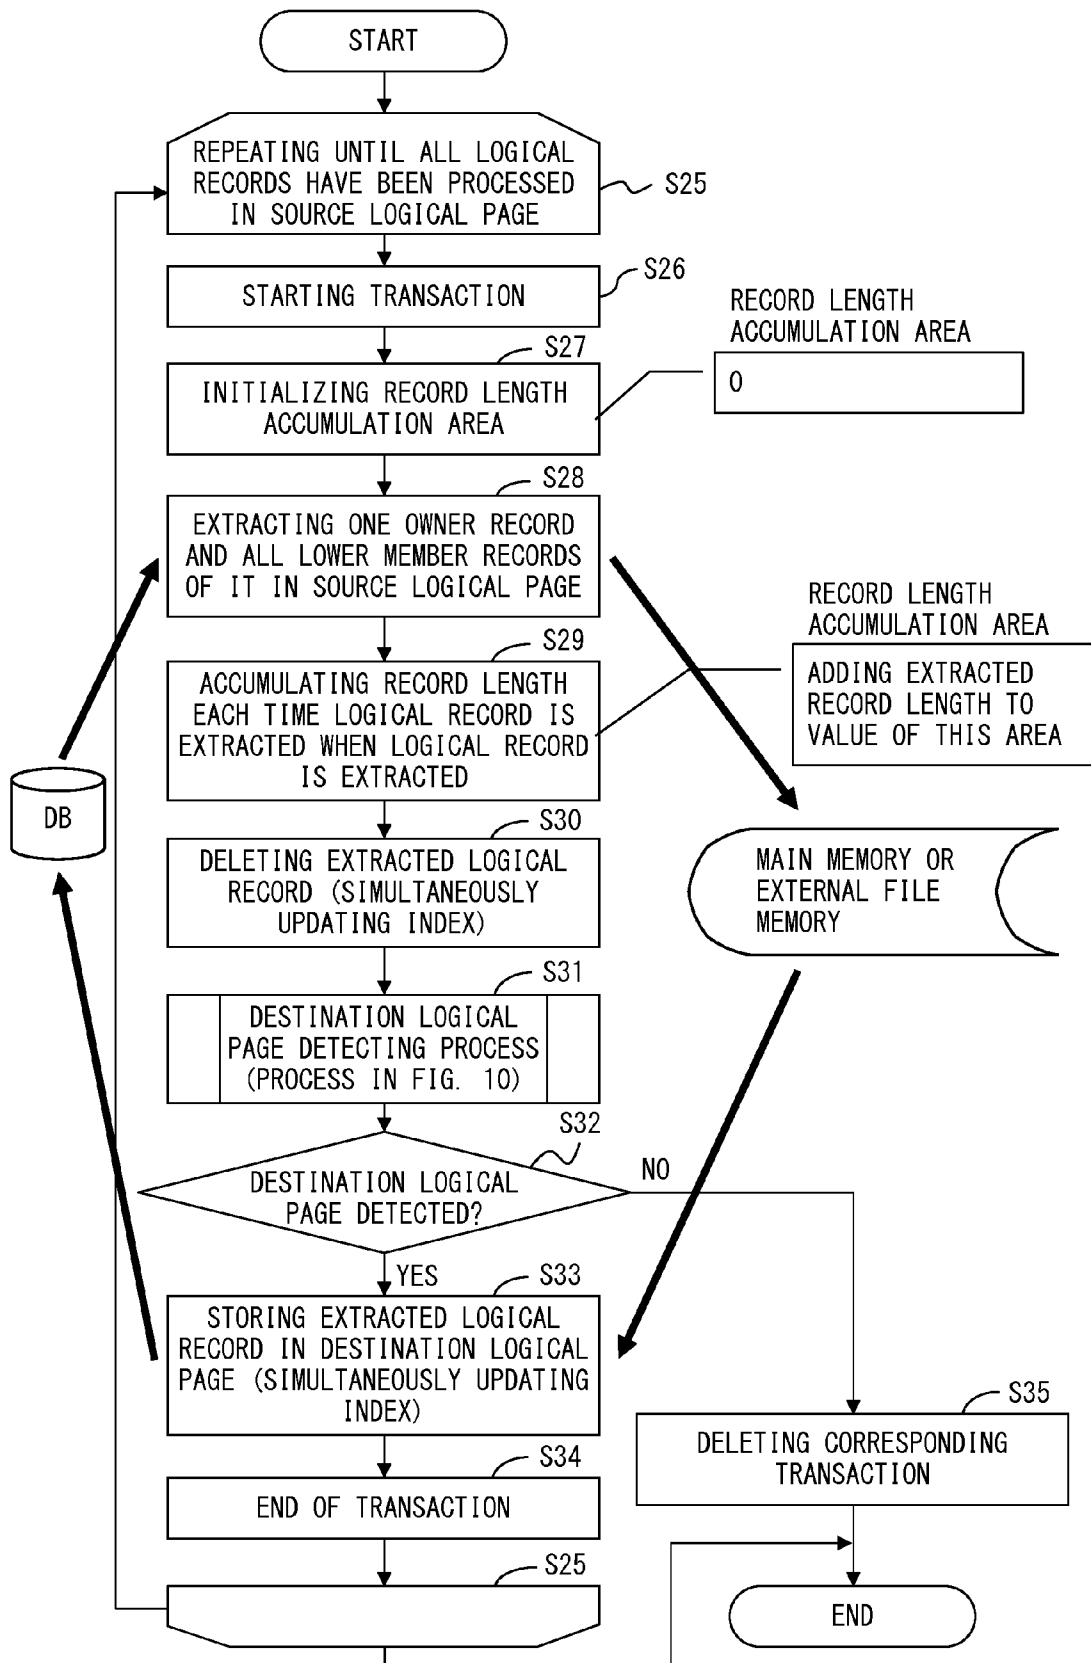 START
REPEATING UNTIL ALL LOGICAL
RECORDS HAVE BEEN PROCESSED
IN SOURCE LOGICAL PAGE
S25
S26
STARTING TRANSACTION
RECORD LENGTH
ACCUMULATION AREA
0
S27
INITIALIZING RECORD LENGTH
ACCUMULATION AREA
S28
EXTRACTING ONE OWNER RECORD
AND ALL LOWER MEMBER RECORDS
OF IT IN SOURCE LOGICAL PAGE
RECORD LENGTH
ACCUMULATION AREA
ADDING EXTRACTED
RECORD LENGTH TO
VALUE OF THIS AREA
S29
ACCUMULATING RECORD LENGTH
EACH TIME LOGICAL RECORD IS
EXTRACTED WHEN LOGICAL RECORD
IS EXTRACTED
DB
S30
DELETING EXTRACTED LOGICAL
RECORD (SIMULTANEOUSLY
UPDATING INDEX)
MAIN MEMORY OR
EXTERNAL FILE
MEMORY
S31
DESTINATION LOGICAL
PAGE DETECTING PROCESS
(PROCESS IN FIG. 10)
S32
DESTINATION LOGICAL
PAGE DETECTED?
NO
YES
S33
STORING EXTRACTED LOGICAL
RECORD IN DESTINATION LOGICAL
PAGE (SIMULTANEOUSLY UPDATING
INDEX)
S35
DELETING CORRESPONDING
TRANSACTION
S34
END OF TRANSACTION
S25
END